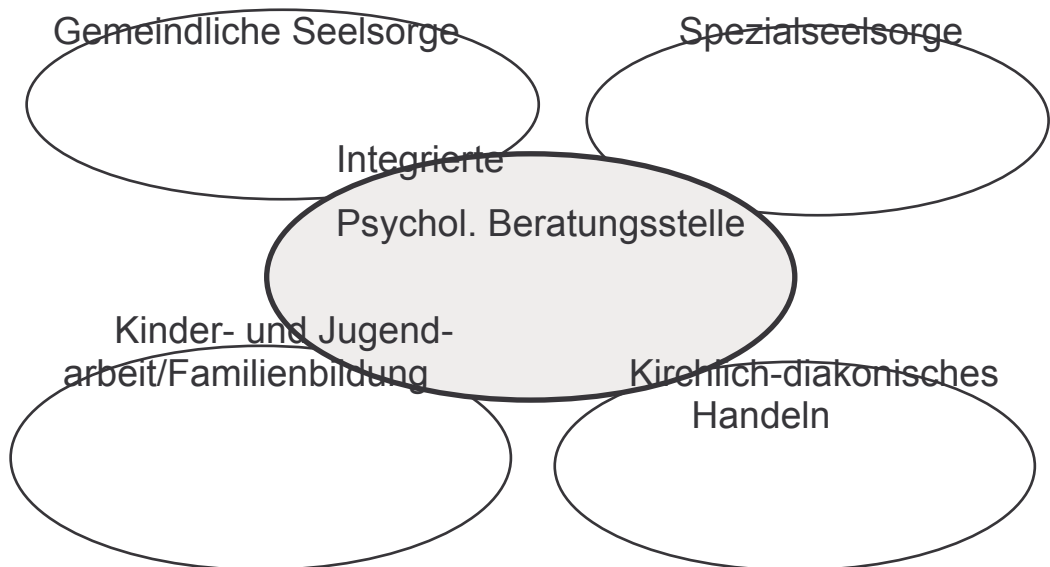 Gemeindliche Seelsorge
Spezialseelsorge
Integrierte
Psychol. Beratungsstelle
Kinder- und Jugend-
arbeit/Familienbildung
Kirchlich-diakonisches
Handeln